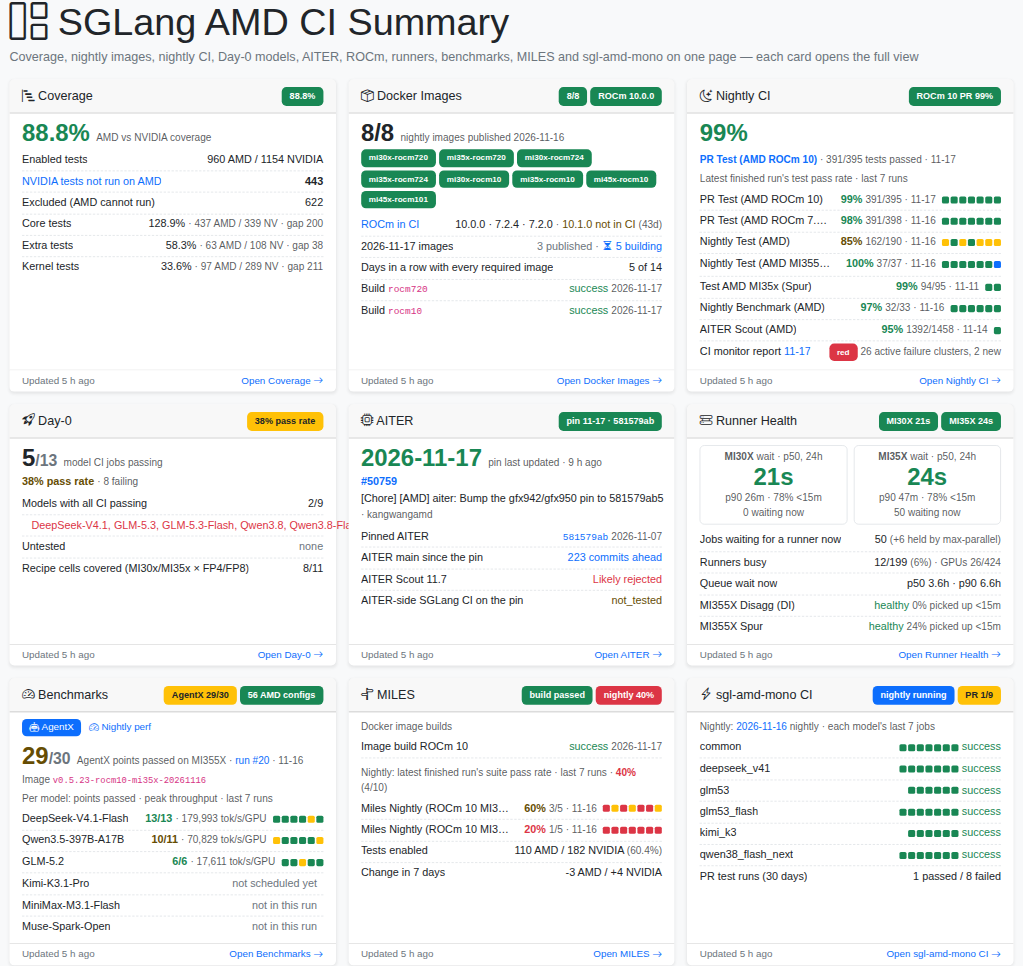 SGLang AMD CI Summary
Coverage, nightly images, nightly CI, Day-0 models, AITER, ROCm, runners, benchmarks, MILES and sgl-amd-mono on one page — each card opens the full view
Coverage 88.8%
88.8% AMD vs NVIDIA coverage
Enabled tests 960 AMD / 1154 NVIDIA
NVIDIA tests not run on AMD 443
Excluded (AMD cannot run) 622
Core tests 128.9% · 437 AMD / 339 NV · gap 200
Extra tests 58.3% · 63 AMD / 108 NV · gap 38
Kernel tests 33.6% · 97 AMD / 289 NV · gap 211
Updated 5 h ago Open Coverage →
Docker Images 8/8 ROCm 10.0.0
8/8 nightly images published 2026-11-16
mi30x-rocm720 mi35x-rocm720 mi30x-rocm724
mi35x-rocm724 mi30x-rocm10 mi35x-rocm10 mi45x-rocm10
mi45x-rocm101
ROCm in CI 10.0.0 · 7.2.4 · 7.2.0 · 10.1.0 not in CI (43d)
2026-11-17 images 3 published · ⏳ 5 building
Days in a row with every required image 5 of 14
Build rocm720 success 2026-11-17
Build rocm10 success 2026-11-17
Updated 5 h ago Open Docker Images →
Nightly CI ROCm 10 PR 99%
99%
PR Test (AMD ROCm 10) · 391/395 tests passed · 11-17
Latest finished run's test pass rate · last 7 runs
PR Test (AMD ROCm 10) 99% 391/395 · 11-17
PR Test (AMD ROCm 7.… 98% 391/398 · 11-16
Nightly Test (AMD) 85% 162/190 · 11-16
Nightly Test (AMD MI355… 100% 37/37 · 11-16
Test AMD MI35x (Spur) 99% 94/95 · 11-11
Nightly Benchmark (AMD) 97% 32/33 · 11-16
AITER Scout (AMD) 95% 1392/1458 · 11-14
CI monitor report 11-17 red 26 active failure clusters, 2 new
Updated 5 h ago Open Nightly CI →
Day-0 38% pass rate
5/13 model CI jobs passing
38% pass rate · 8 failing
Models with all CI passing 2/9
DeepSeek-V4.1, GLM-5.3, GLM-5.3-Flash, Qwen3.8, Qwen3.8-Fla
Untested none
Recipe cells covered (MI30x/MI35x × FP4/FP8) 8/11
Updated 5 h ago Open Day-0 →
AITER pin 11-17 · 581579ab
2026-11-17 pin last updated · 9 h ago
#50759
[Chore] [AMD] aiter: Bump the gfx942/gfx950 pin to 581579ab5
· kangwangamd
Pinned AITER 581579ab 2026-11-07
AITER main since the pin 223 commits ahead
AITER Scout 11.7 Likely rejected
AITER-side SGLang CI on the pin not_tested
Updated 5 h ago Open AITER →
Runner Health MI30X 21s MI35X 24s
MI30X wait · p50, 24h
21s
p90 26m · 78% <15m
0 waiting now
MI35X wait · p50, 24h
24s
p90 47m · 78% <15m
50 waiting now
Jobs waiting for a runner now 50 (+6 held by max-parallel)
Runners busy 12/199 (6%) · GPUs 26/424
Queue wait now p50 3.6h · p90 6.6h
MI355X Disagg (DI) healthy 0% picked up <15m
MI355X Spur healthy 24% picked up <15m
Updated 5 h ago Open Runner Health →
Benchmarks AgentX 29/30 56 AMD configs
AgentX Nightly perf
29/30 AgentX points passed on MI355X · run #20 · 11-16
Image v0.5.23-rocm10-mi35x-20261116
Per model: points passed · peak throughput · last 7 runs
DeepSeek-V4.1-Flash 13/13 · 179,993 tok/s/GPU
Qwen3.5-397B-A17B 10/11 · 70,829 tok/s/GPU
GLM-5.2 6/6 · 17,611 tok/s/GPU
Kimi-K3.1-Pro not scheduled yet
MiniMax-M3.1-Flash not in this run
Muse-Spark-Open not in this run
Updated 5 h ago Open Benchmarks →
MILES build passed nightly 40%
Docker image builds
Image build ROCm 10 success 2026-11-17
Nightly: latest finished run's suite pass rate · last 7 runs · 40%
(4/10)
Miles Nightly (ROCm 10 MI3… 60% 3/5 · 11-16
Miles Nightly (ROCm 10 MI3… 20% 1/5 · 11-16
Tests enabled 110 AMD / 182 NVIDIA (60.4%)
Change in 7 days -3 AMD / +4 NVIDIA
Updated 5 h ago Open MILES →
sgl-amd-mono CI nightly running PR 1/9
Nightly: 2026-11-16 nightly · each model's last 7 jobs
common success
deepseek_v41 success
glm53 success
glm53_flash success
kimi_k3 success
qwen38_flash_next success
PR test runs (30 days) 1 passed / 8 failed
Updated 5 h ago Open sgl-amd-mono CI →